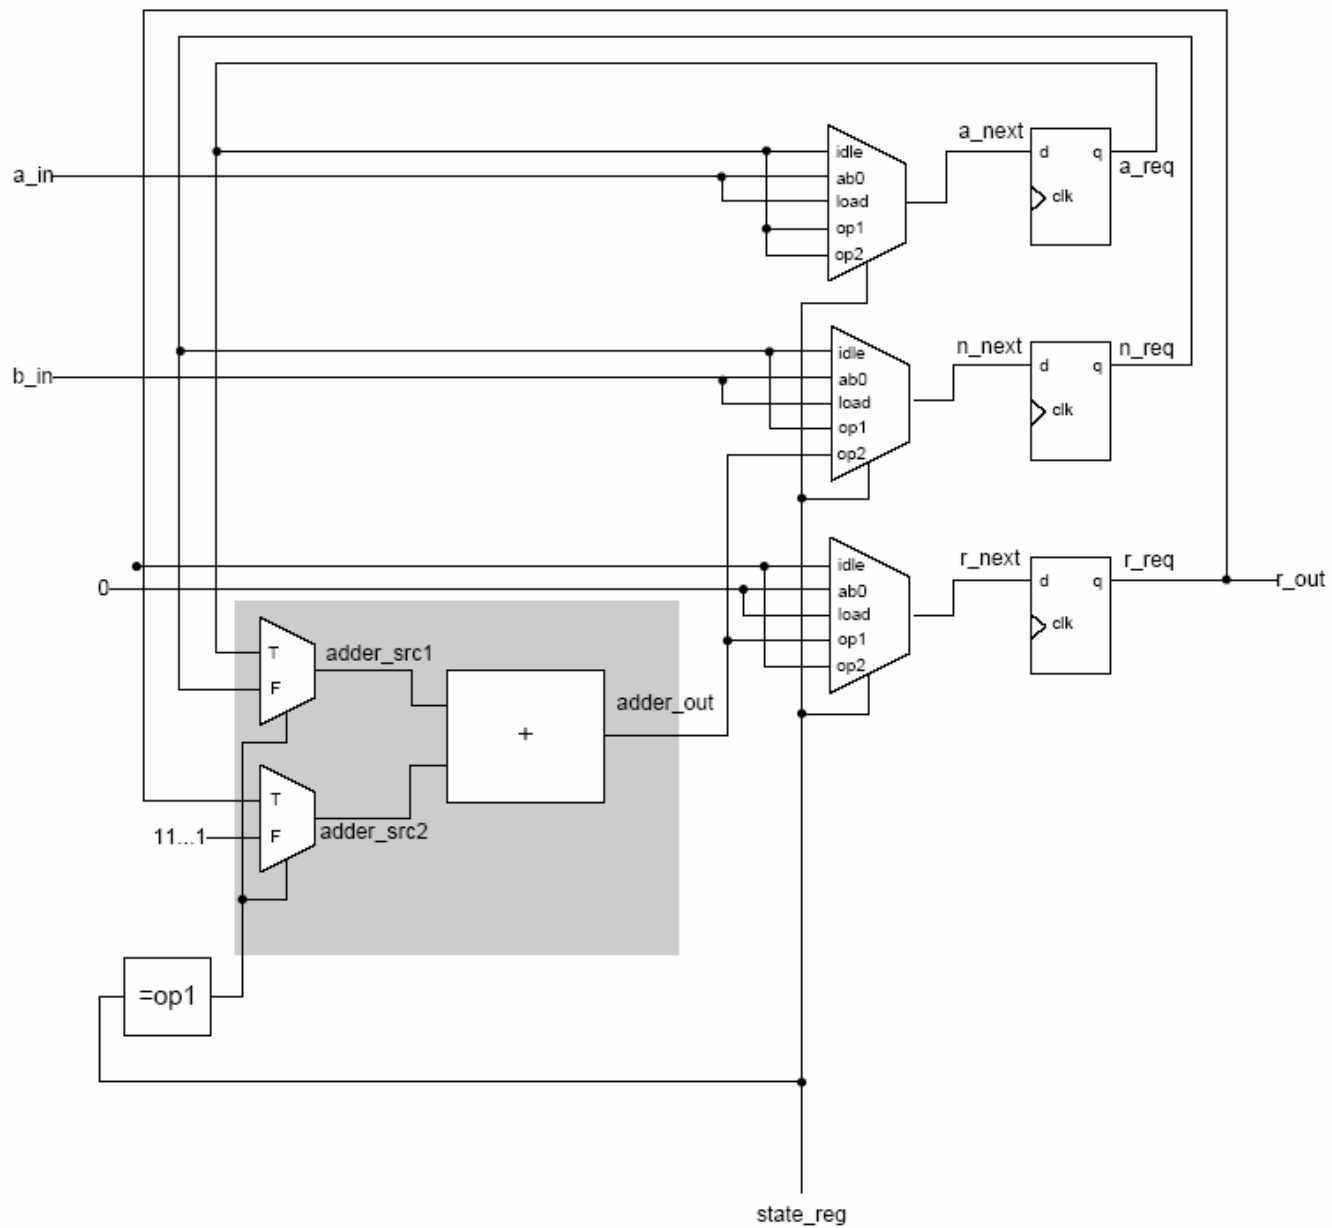 a_next
idle
d
q
a_req
a_in
ab0
load
clk
op1
op2
n_next
n_req
idle
d
q
b_in
ab0
load
clk
op1
op2
r_next
r_req
idle
d
q
r_out
0
ab0
load
clk
op1
op2
T
adder_src1
F
adder_out
+
T
11...1
F
adder_src2
=op1
state_reg